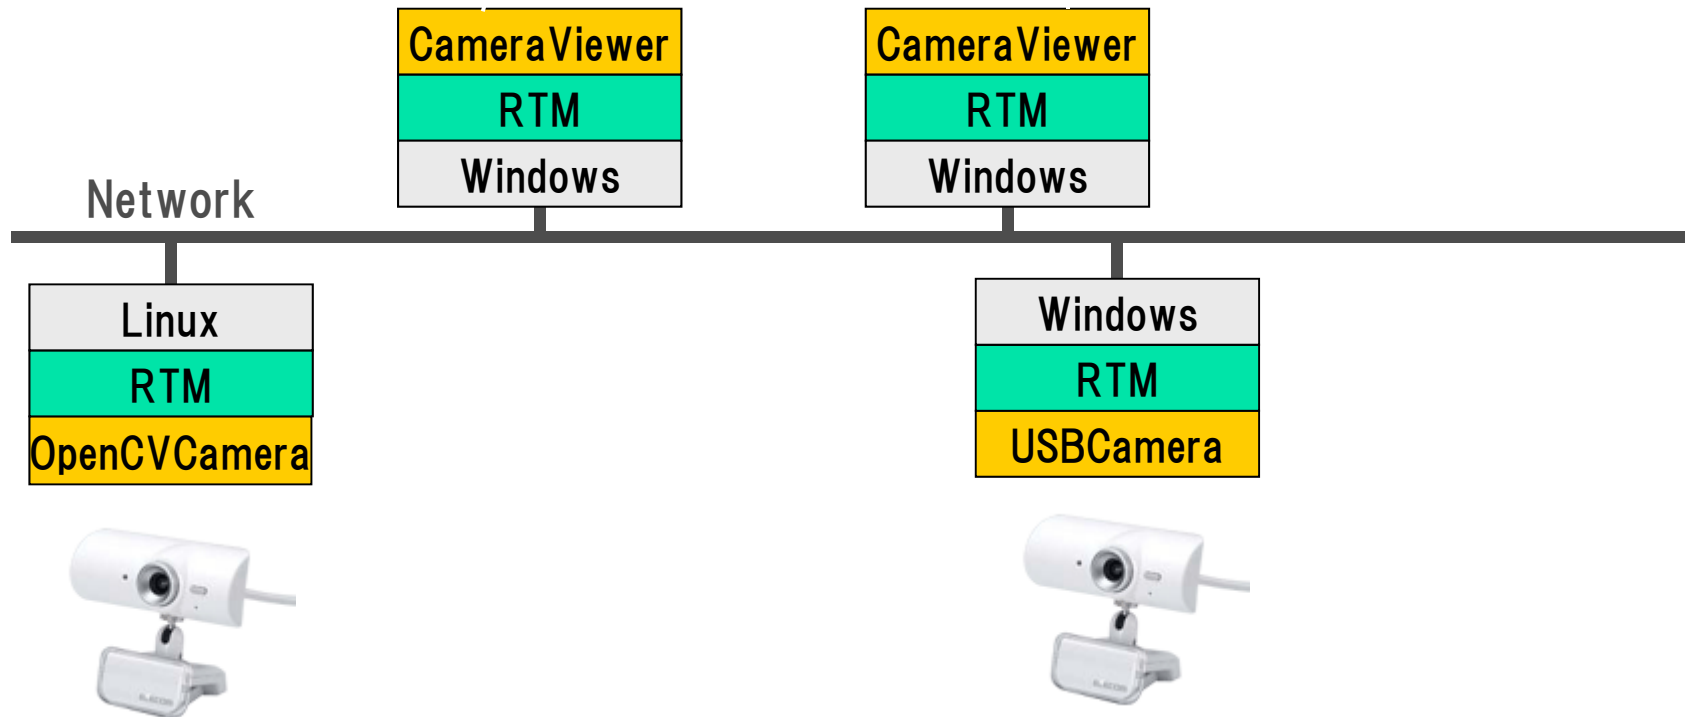 CameraViewer
RTM
Windows
CameraViewer
RTM
Windows
Network
Linux
RTM
OpenCVCamera
Windows
RTM
USBCamera